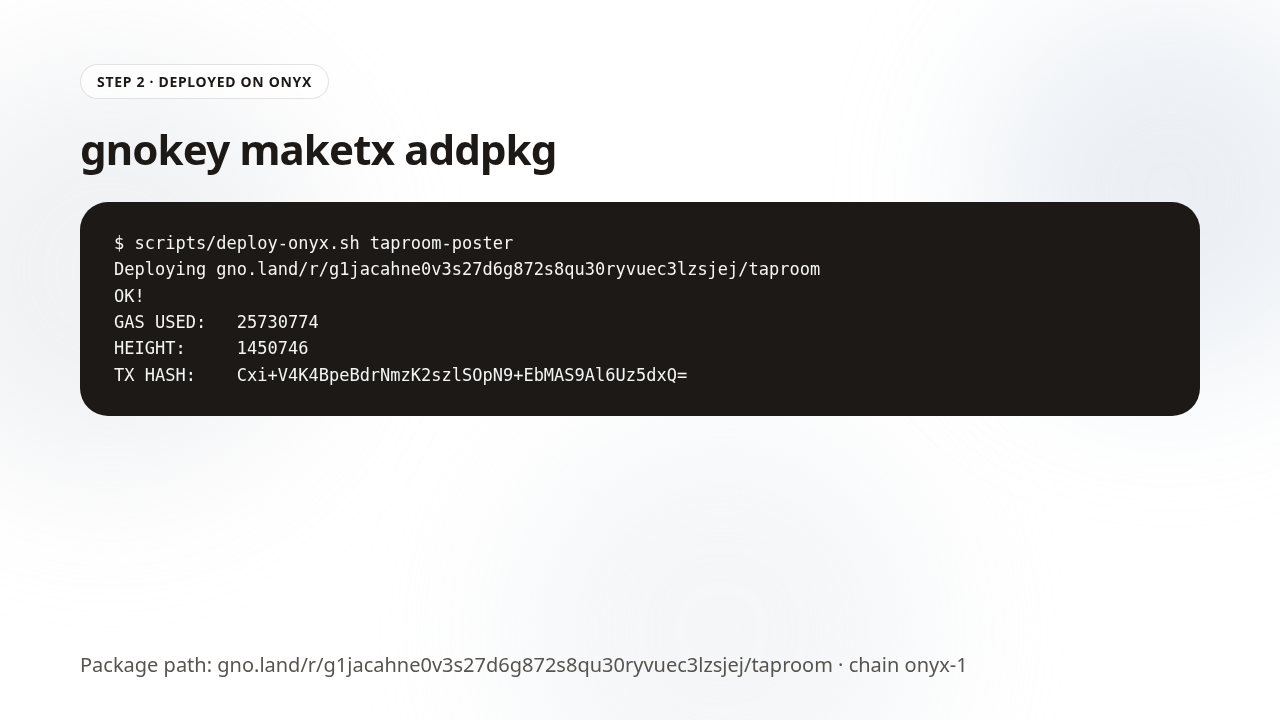 STEP 2 · DEPLOYED ON ONYX
gnokey maketx addpkg
$ scripts/deploy-onyx.sh taproom-poster
Deploying gno.land/r/g1jacahne0v3s27d6g872s8qu30ryvuec3lzsjej/taproom
OK!
GAS USED:   25730774
HEIGHT:     1450746
TX HASH:    Cxi+V4K4BpeBdrNmzK2szlSOpN9+EbMAS9Al6Uz5dxQ=
Package path: gno.land/r/g1jacahne0v3s27d6g872s8qu30ryvuec3lzsjej/taproom · chain onyx-1